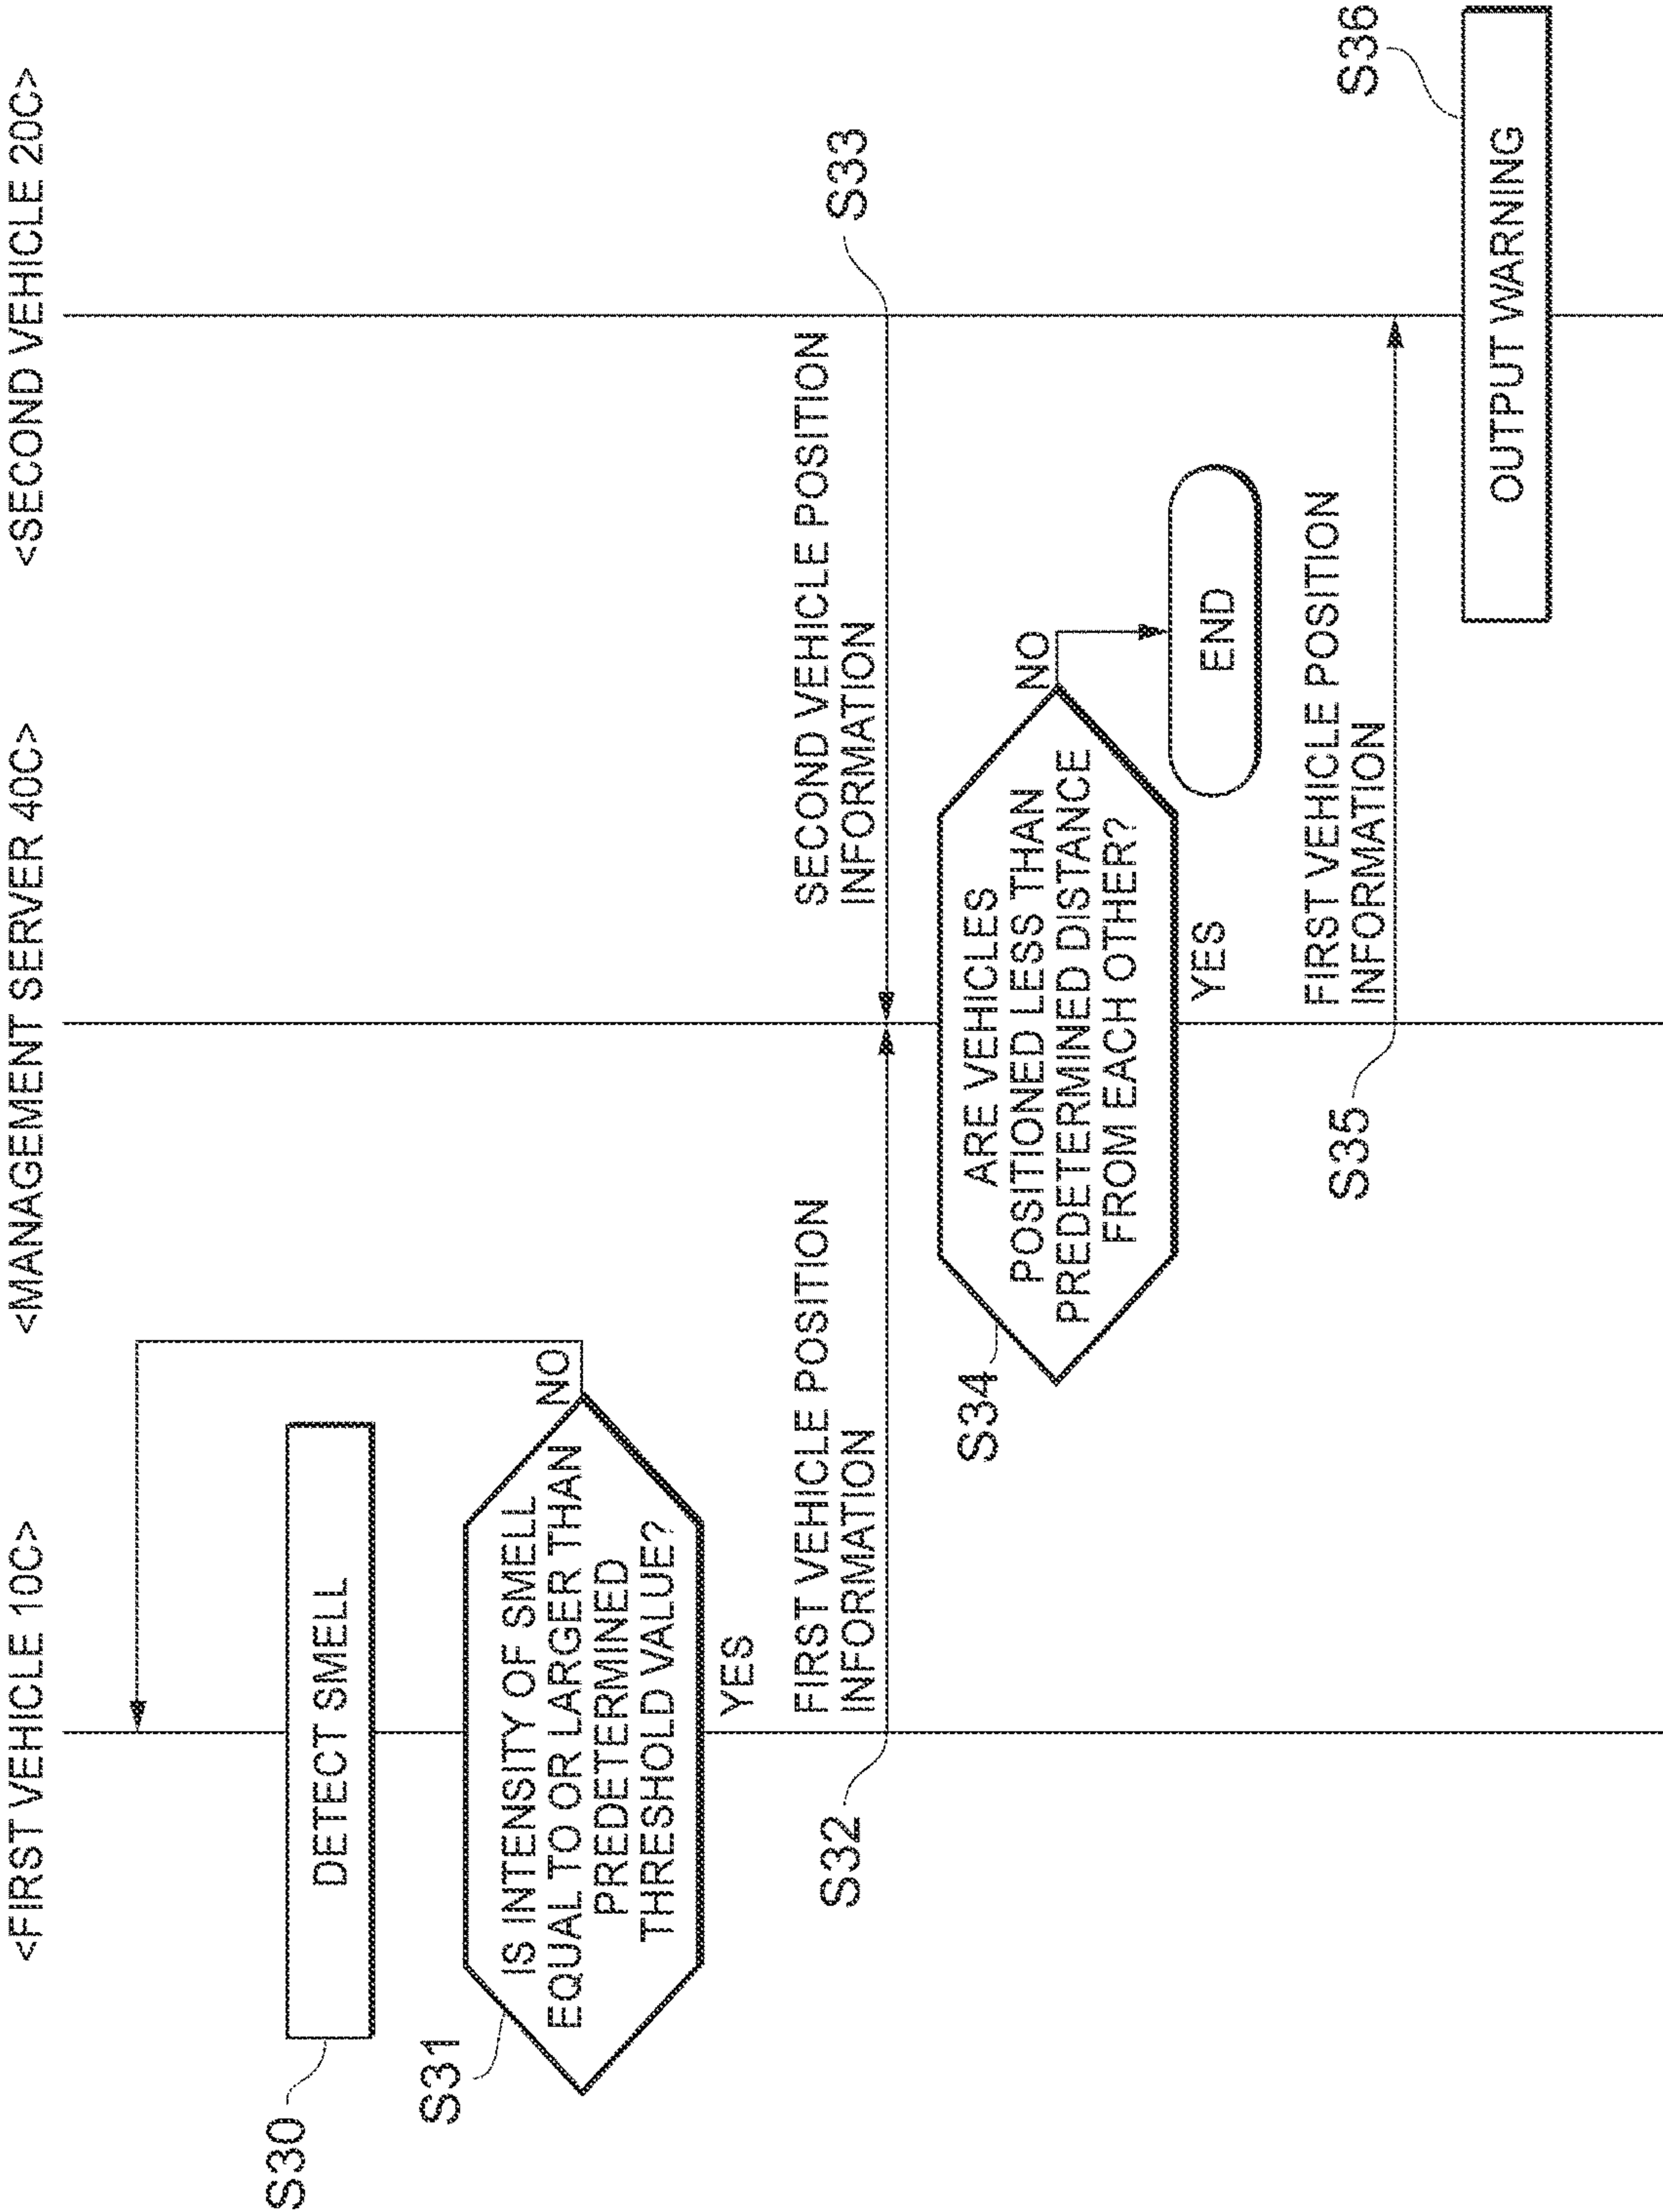 <FIRST VEHICLE 10C>
<MANAGEMENT SERVER 40C>
<SECOND VEHICLE 20C>
S30
DETECT SMELL
S31
IS INTENSITY OF SMELL
EQUAL TO OR LARGER THAN
PREDETERMINED
THRESHOLD VALUE?
NO
YES
S32
FIRST VEHICLE POSITION
INFORMATION
SECOND VEHICLE POSITION
INFORMATION
S33
S34
ARE VEHICLES
POSITIONED LESS THAN
PREDETERMINED DISTANCE
FROM EACH OTHER?
NO
END
YES
S35
FIRST VEHICLE POSITION
INFORMATION
S36
OUTPUT WARNING